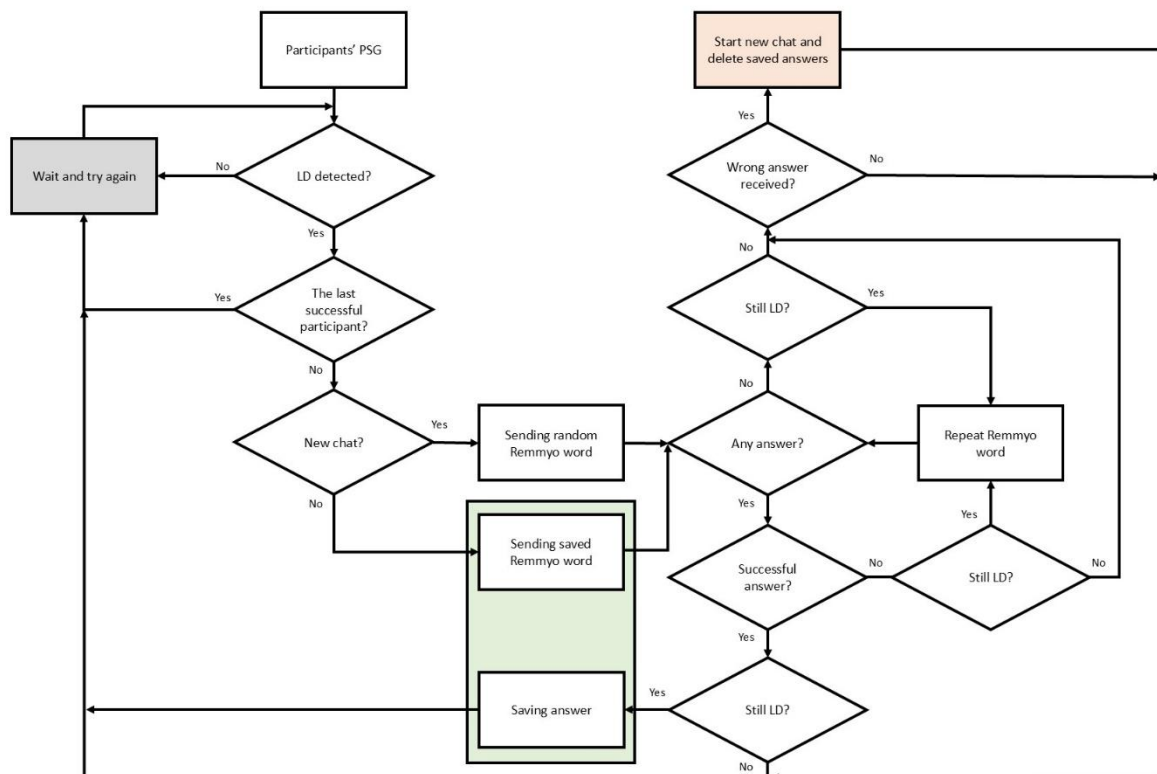 Participants' PSG
Start new chat and
delete saved answers
Yes
Wait and try again
No
LD detected?
Wrong answer
received?
No
Yes
No
Yes
The last
successful
participant?
Still LD?
Yes
No
No
New chat?
Yes
Sending random
Remmyo word
Any answer?
Repeat Remmyo
word
No
Yes
Yes
Sending saved
Remmyo word
Successful
answer?
No
Still LD?
No
Yes
Saving answer
Yes
Still LD?
No